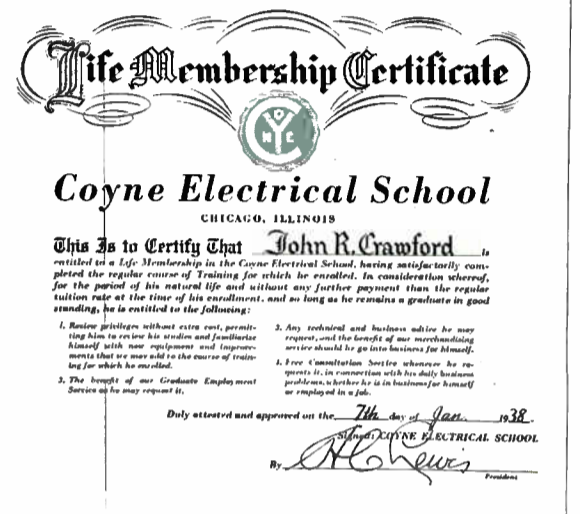 Life Membership Certificate
COYNE
Coyne Electrical School
CHICAGO, ILLINOIS
This Is to Certify That John R. Crawford is
entitled to a Life Membership in the Coyne Electrical School, having satisfactorily com-
pleted the regular course of Training for which he enrolled. In consideration whereof,
for the period of his natural life and without any further payment than the regular
tuition rate at the time of his enrollment, and so long as he remains a graduate in good
standing, he is entitled to the following:
1. Review privileges without extra cost, permit-
ting him to review his studies and familiarize
himself with new equipment and improve-
ments that we may add to the course of train-
ing for which he enrolled.
2. The benefit of our Graduate Employment
Service as he may request it.
3. Any technical and business advice he may
request, and the benefit of our merchandising
service should he go into business for himself.
4. Free Consultation Service whenever he re-
quests it, in connection with his daily business
problems, whether he is in business for himself
or employed in a job.
Duly attested and approved on the 7th day of Jan. 1938.
Signed: COYNE ELECTRICAL SCHOOL
By H C Lewis
President